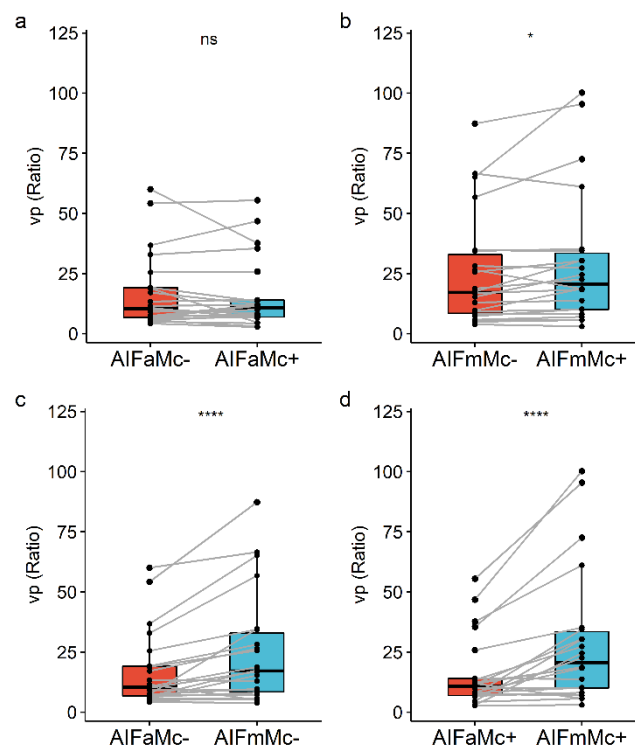 a
125
100
75
50
25
0
vp (Ratio)
ns
AIFaMc- AIFaMc+
b
125
100
75
50
25
0
vp (Ratio)
*
AIFmMc- AIFmMc+
c
125
100
75
50
25
0
vp (Ratio)
****
AIFaMc- AIFmMc-
d
125
100
75
50
25
0
vp (Ratio)
****
AIFaMc+ AIFmMc+